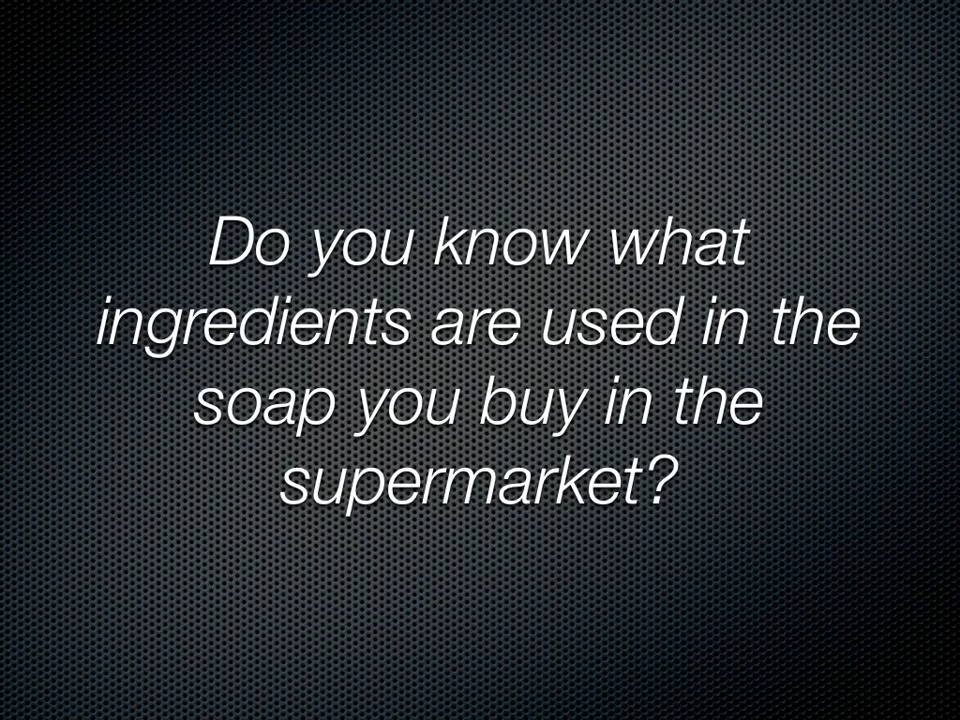 Do you know what
ingredients are used in the
soap you buy in the
supermarket?